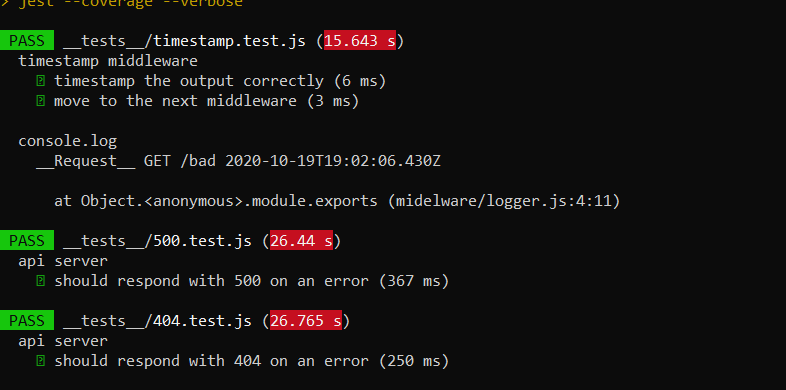 > jest --coverage --verbose
PASS __tests__/timestamp.test.js (15.643 s)
timestamp middleware
timestamp the output correctly (6 ms)
move to the next middleware (3 ms)
console.log
__Request__ GET /bad 2020-10-19T19:02:06.430Z
at Object.<anonymous>.module.exports (midelware/logger.js:4:11)
PASS __tests__/500.test.js (26.44 s)
api server
should respond with 500 on an error (367 ms)
PASS __tests__/404.test.js (26.765 s)
api server
should respond with 404 on an error (250 ms)